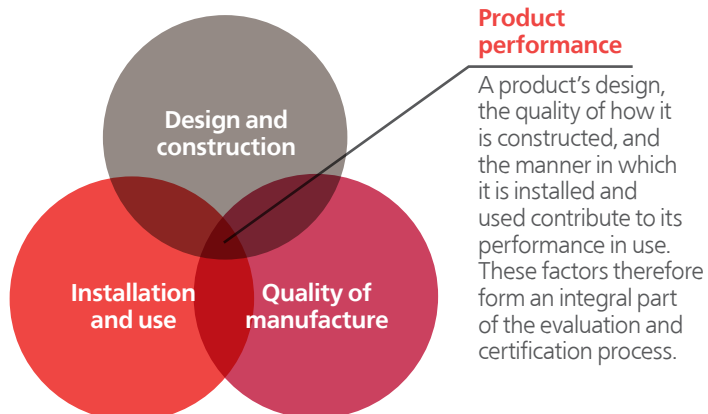 Product
performance
A product’s design,
the quality of how it
is constructed, and
the manner in which
it is installed and
used contribute to its
performance in use.
These factors therefore
form an integral part
of the evaluation and
certification process.
Design and
construction
Installation
and use
Quality of
manufacture